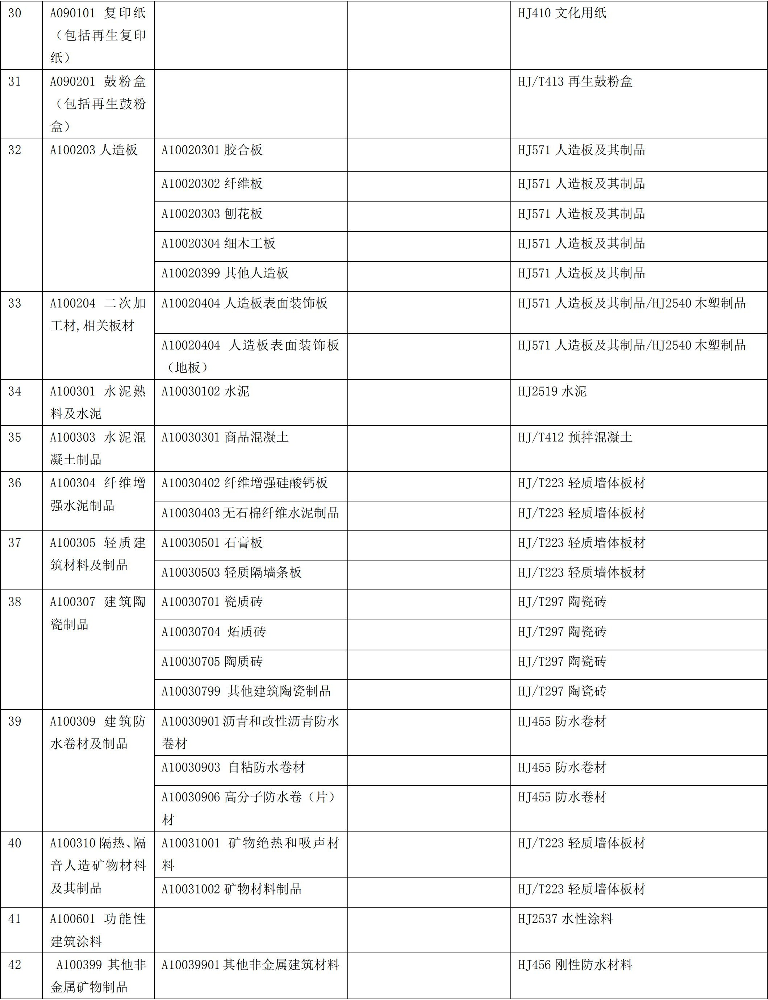 30 A090101 复印纸 HJ410 文化用纸
（包括再生复印
纸）
31 A090201 鼓粉盒 HJ/T413 再生鼓粉盒
（包括再生鼓粉
盒）
32 A100203 人造板 A10020301 胶合板 HJ571 人造板及其制品
A10020302 纤维板 HJ571 人造板及其制品
A10020303 刨花板 HJ571 人造板及其制品
A10020304 细木工板 HJ571 人造板及其制品
A10020399 其他人造板 HJ571 人造板及其制品
33 A100204 二次加 A10020404 人造板表面装饰板 HJ571 人造板及其制品/HJ2540 木塑制品
工材,相关板材
A10020404 人造板表面装饰板 HJ571 人造板及其制品/HJ2540 木塑制品
（地板）
34 A100301 水泥熟 A10030102 水泥 HJ2519 水泥
料及水泥
35 A100303 水泥混 A10030301 商品混凝土 HJ/T412 预拌混凝土
凝土制品
36 A100304 纤维增 A10030402 纤维增强硅酸钙板 HJ/T223 轻质墙体板材
强水泥制品
A10030403 无石棉纤维水泥制品 HJ/T223 轻质墙体板材
37 A100305 轻质建 A10030501 石膏板 HJ/T223 轻质墙体板材
筑材料及制品
A10030503 轻质隔墙条板 HJ/T223 轻质墙体板材
38 A100307 建筑陶 A10030701 瓷质砖 HJ/T297 陶瓷砖
瓷制品
A10030704 炻质砖 HJ/T297 陶瓷砖
A10030705 陶质砖 HJ/T297 陶瓷砖
A10030799 其他建筑陶瓷制品 HJ/T297 陶瓷砖
39 A100309 建筑防 A10030901 沥青和改性沥青防水 HJ455 防水卷材
水卷材及制品 卷材
A10030903 自粘防水卷材 HJ455 防水卷材
A10030906 高分子防水卷（片） HJ455 防水卷材
材
40 A100310 隔热、隔 A10031001 矿物绝热和吸声材 HJ/T223 轻质墙体板材
音人造矿物材料 料
及其制品 A10031002 矿物材料制品 HJ/T223 轻质墙体板材
41 A100601 功能性 HJ2537 水性涂料
建筑涂料
42 A100399 其他非 A10039901 其他非金属建筑材料 HJ456 刚性防水材料
金属矿物制品